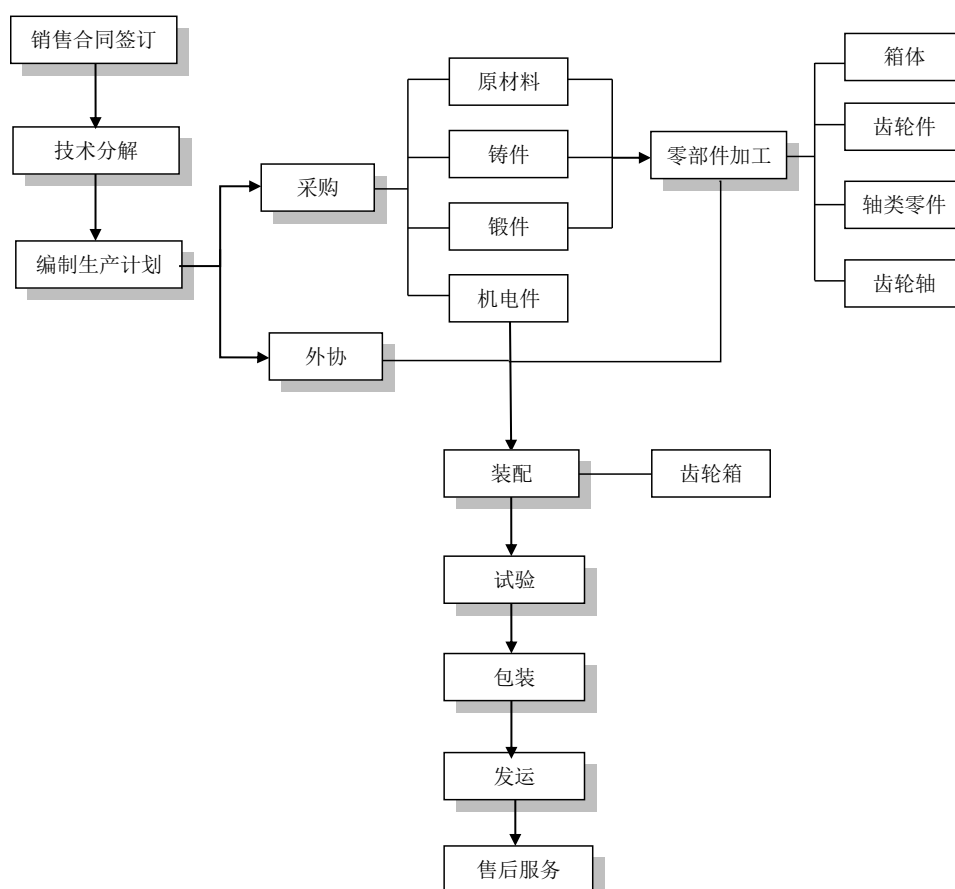 销售合同签订
技术分解
编制生产计划
采购
外协
原材料
铸件
锻件
机电件
零部件加工
箱体
齿轮件
轴类零件
齿轮轴
装配
齿轮箱
试验
包装
发运
售后服务